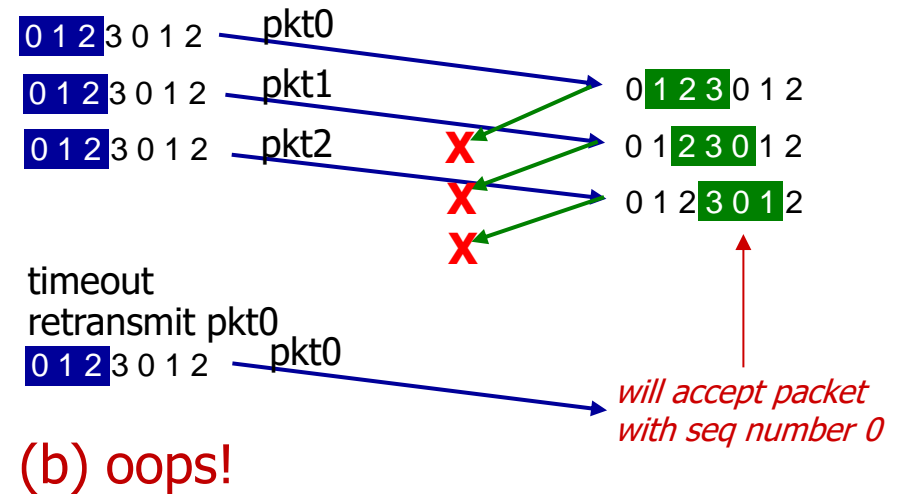 0 1 2 3 0 1 2 pkt0
0 1 2 3 0 1 2
0 1 2 3 0 1 2 pkt1
X 0 1 2 3 0 1 2
0 1 2 3 0 1 2 pkt2
X 0 1 2 3 0 1 2
X
timeout
retransmit pkt0
0 1 2 3 0 1 2 pkt0
will accept packet
with seq number 0
(b) oops!